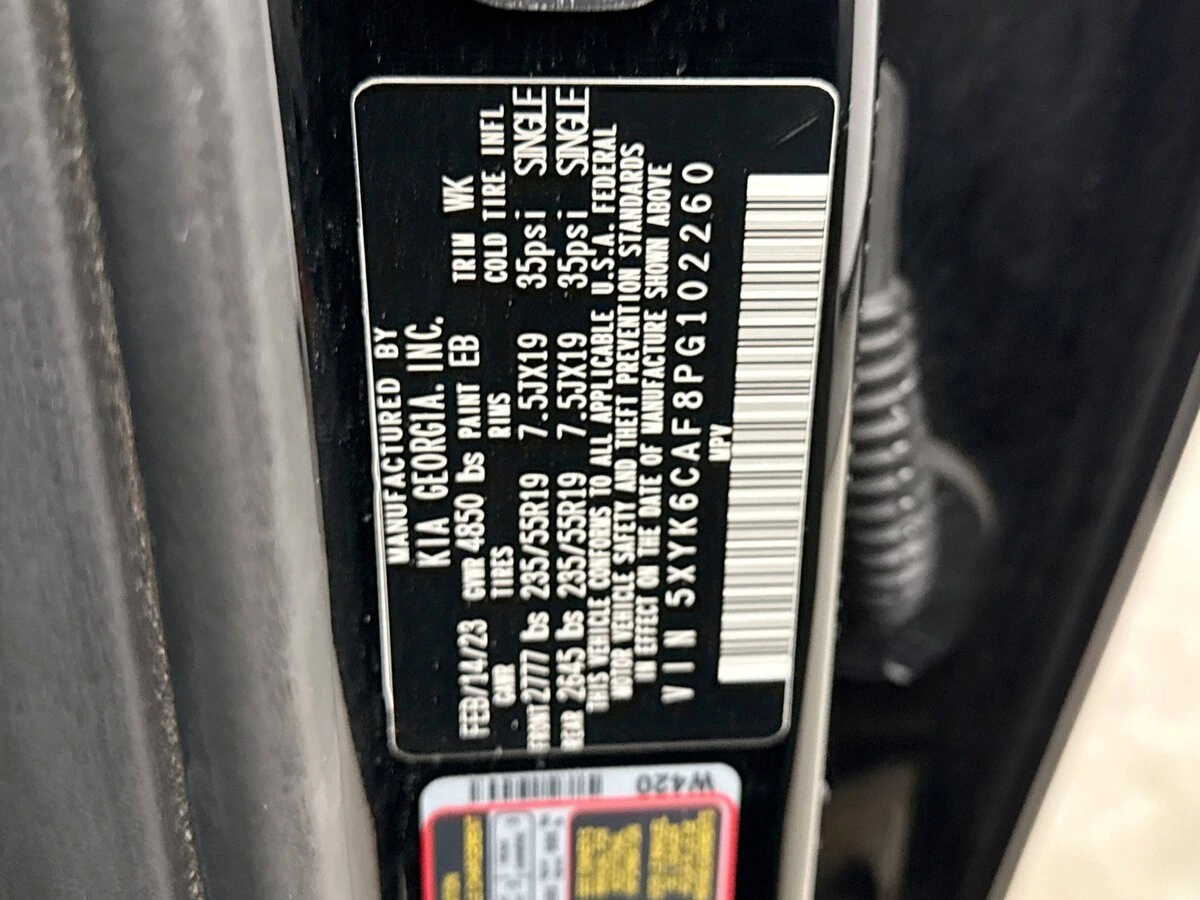 MANUFACTURED BY
KIA GEORGIA. INC.
FEB/14/23 GVWR 4850 lbs PAINT EB TRIM WK
GAWR TIRES RIMS COLD TIRE INFL
FRONT 2777 lbs 235/55R19 7.5JX19 35psi SINGLE
REAR 2645 lbs 235/55R19 7.5JX19 35psi SINGLE
THIS VEHICLE CONFORMS TO ALL APPLICABLE U.S.A. FEDERAL
MOTOR VEHICLE SAFETY AND THEFT PREVENTION STANDARDS
IN EFFECT ON THE DATE OF MANUFACTURE SHOWN ABOVE
VIN 5XYK6CAF8PG102260
MPV
W420